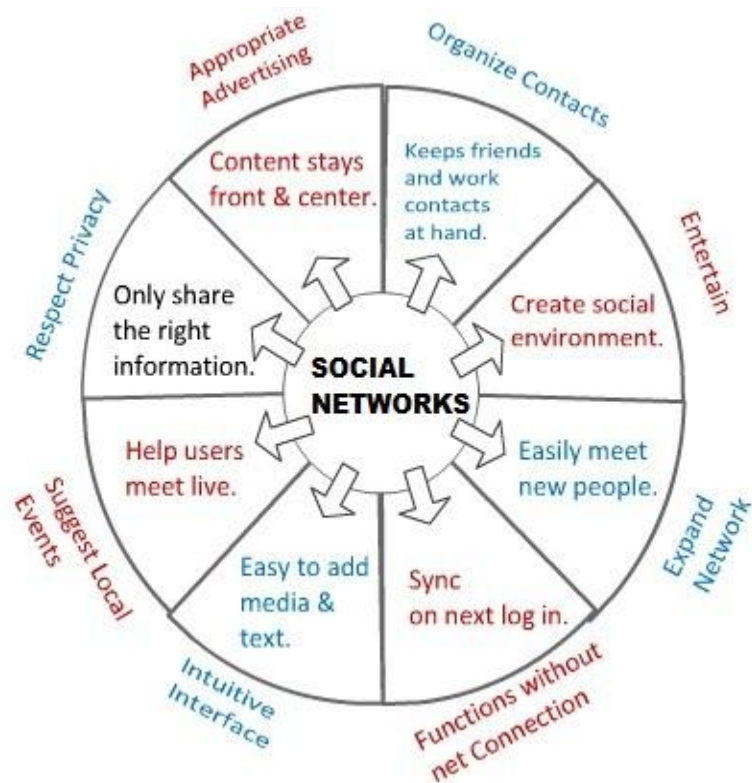 Appropriate
Advertising
Organize Contacts
Content stays
front & center.
Keeps friends
and work
contacts
at hand.
Respect Privacy
Entertain
Only share
the right
information.
Create social
environment.
SOCIAL
NETWORKS
Help users
meet live.
Easily meet
new people.
Suggest Local
Events
Expand
Network
Easy to add
media &
text.
Sync
on next log in.
Intuitive
Interface
Functions without
net Connection